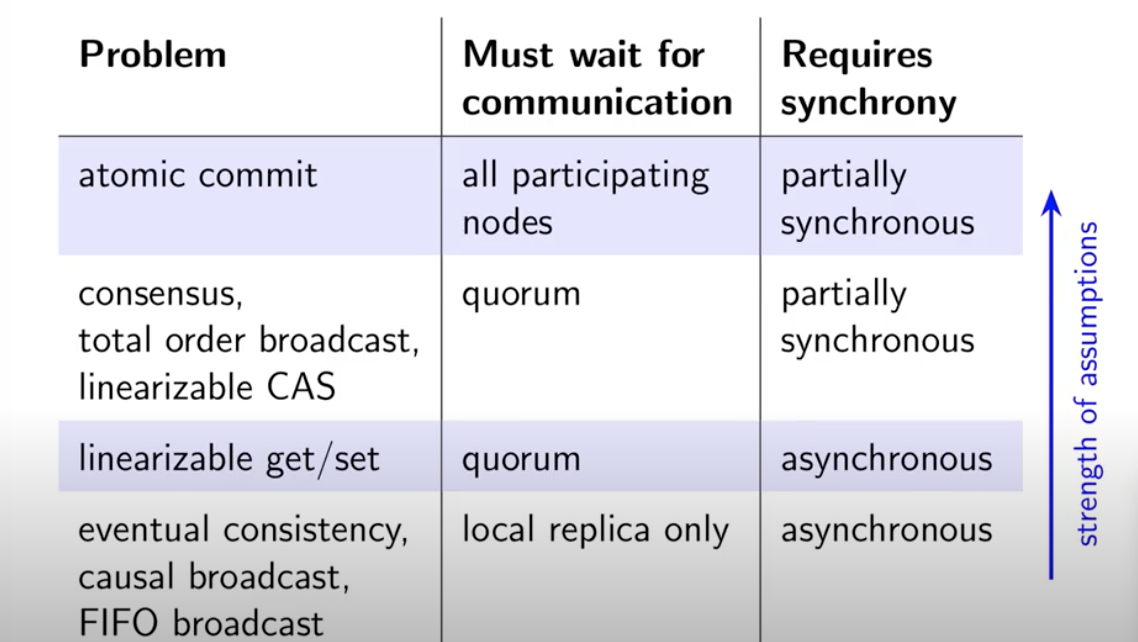 Problem
Must wait for
communication
Requires
synchrony
atomic commit
all participating
nodes
partially
synchronous
consensus,
total order broadcast,
linearizable CAS
quorum
partially
synchronous
linearizable get/set
quorum
asynchronous
eventual consistency,
causal broadcast,
FIFO broadcast
local replica only
asynchronous
strength of assumptions